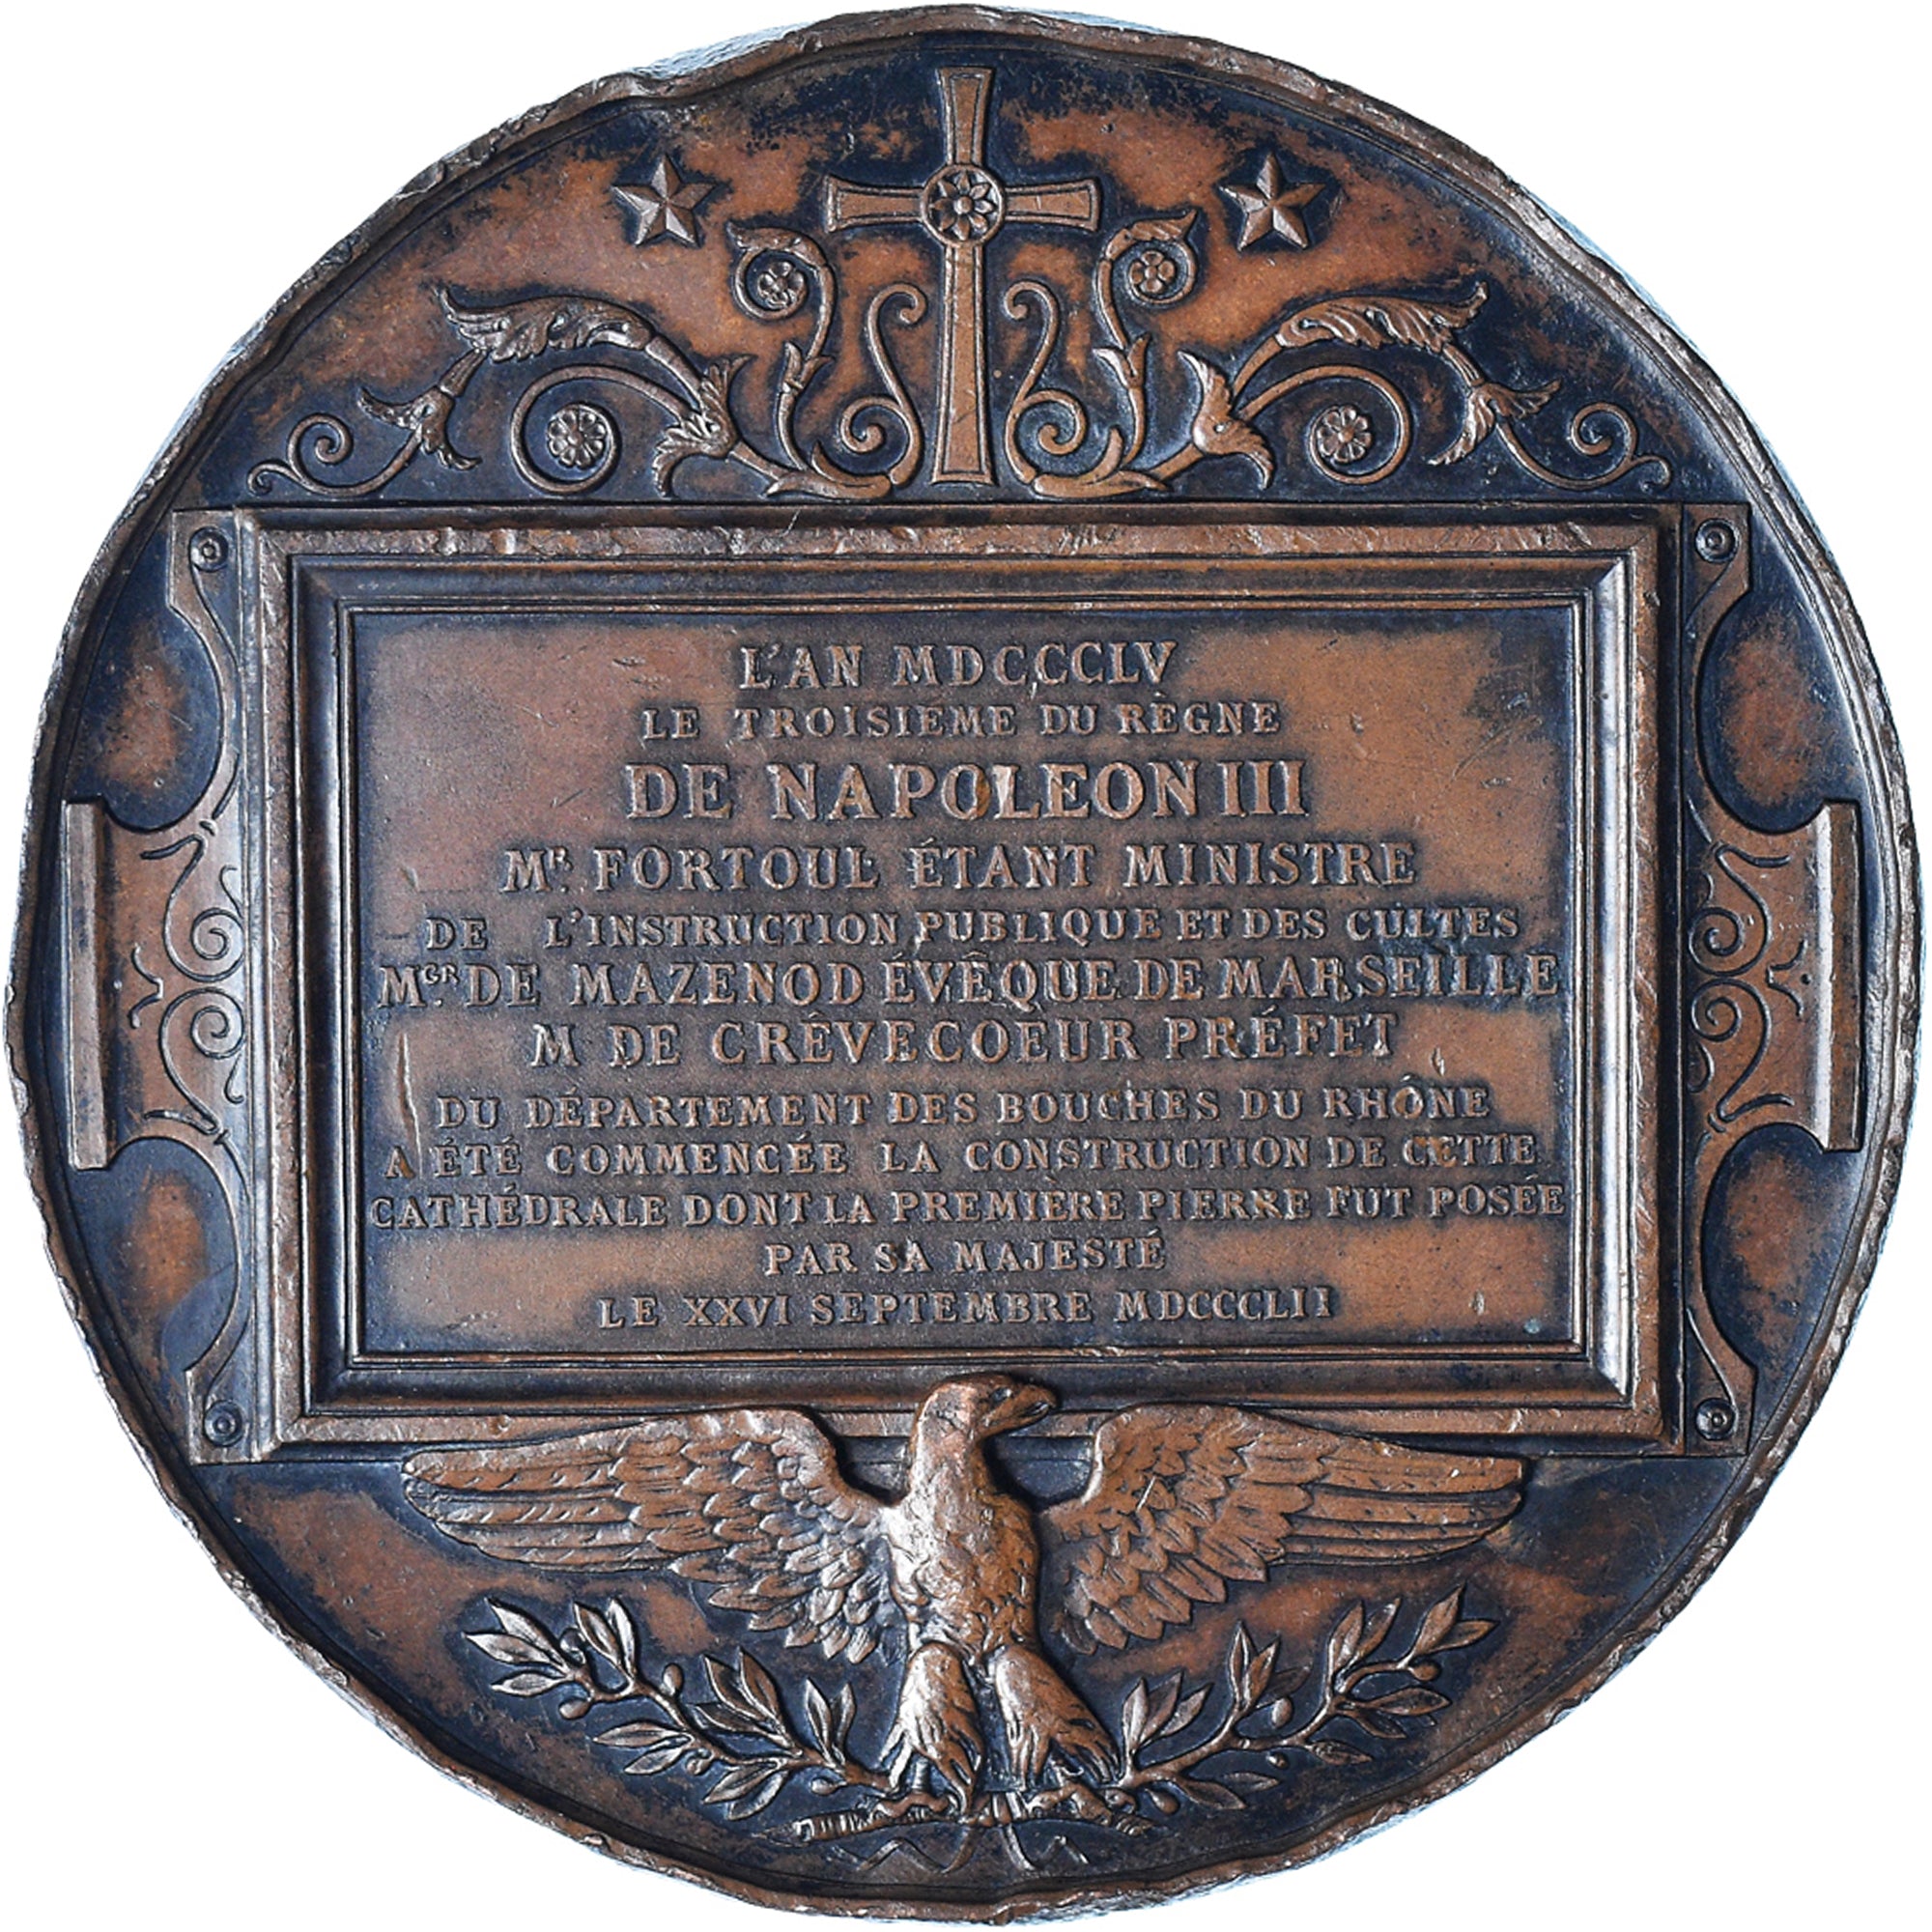 L'AN MDCCCLV
LE TROISIEME DU RÈGNE
DE NAPOLEON III
MR. FORTOUL ÉTANT MINISTRE
DE L'INSTRUCTION PUBLIQUE ET DES CULTES
MGR. DE MAZENOD ÉVÊQUE DE MARSEILLE
M DE CRÊVECOEUR PRÉFET
DU DÉPARTEMENT DES BOUCHES DU RHÔNE
A ÉTÉ COMMENCÉE LA CONSTRUCTION DE CETTE
CATHÉDRALE DONT LA PREMIÈRE PIERRE FUT POSÉE
PAR SA MAJESTÉ
LE XXVI SEPTEMBRE MDCCCLII